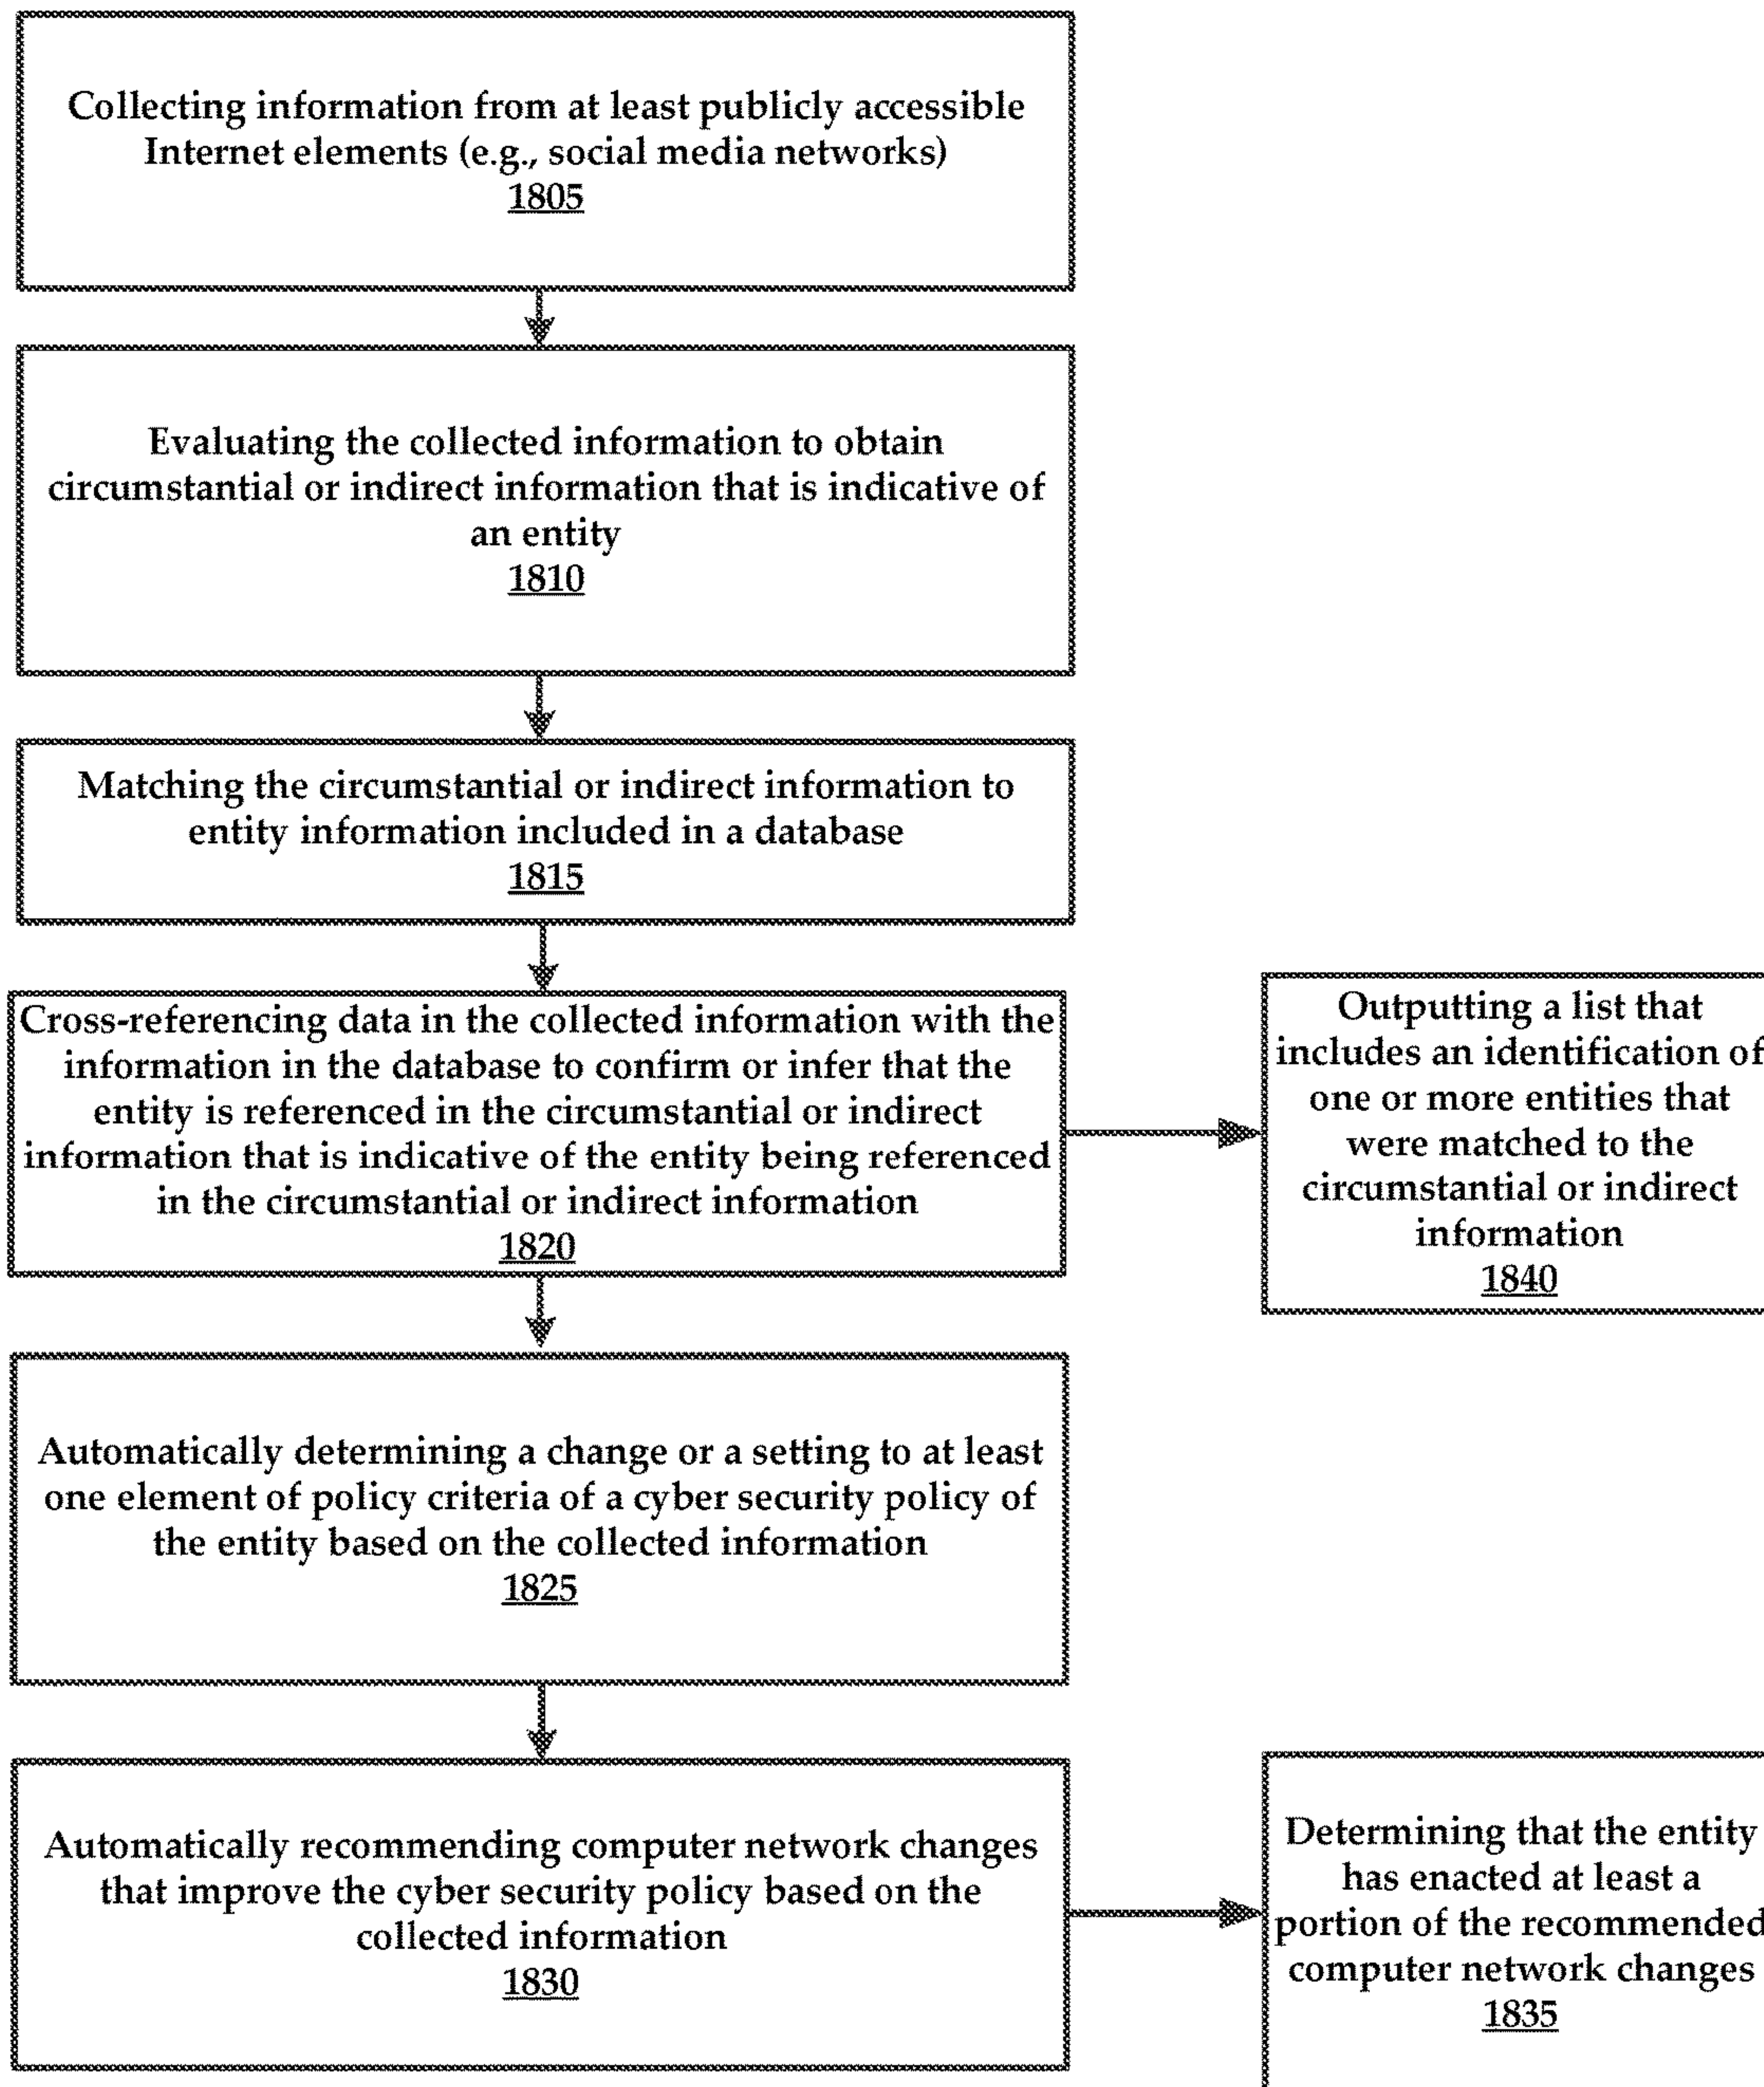 Collecting information from at least publicly accessible
Internet elements (e.g., social media networks)
1805
Evaluating the collected information to obtain
circumstantial or indirect information that is indicative of
an entity
1810
Matching the circumstantial or indirect information to
entity information included in a database
1815
Cross-referencing data in the collected information with the
information in the database to confirm or infer that the
entity is referenced in the circumstantial or indirect
information that is indicative of the entity being referenced
in the circumstantial or indirect information
1820
Outputting a list that
includes an identification of
one or more entities that
were matched to the
circumstantial or indirect
information
1840
Automatically determining a change or a setting to at least
one element of policy criteria of a cyber security policy of
the entity based on the collected information
1825
Automatically recommending computer network changes
that improve the cyber security policy based on the
collected information
1830
Determining that the entity
has enacted at least a
portion of the recommended
computer network changes
1835